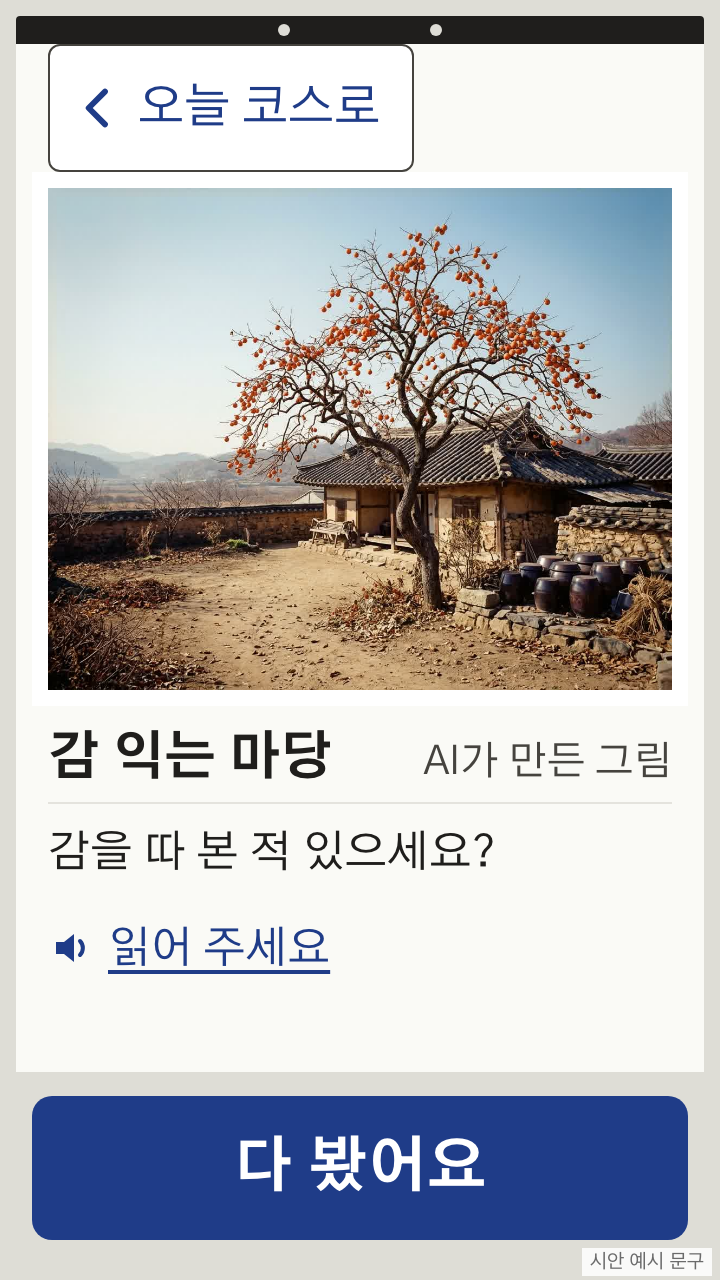 오늘 코스로
감 익는 마당
AI가 만든 그림
감을 따 본 적 있으세요?
읽어 주세요
다 봤어요
시안 예시 문구